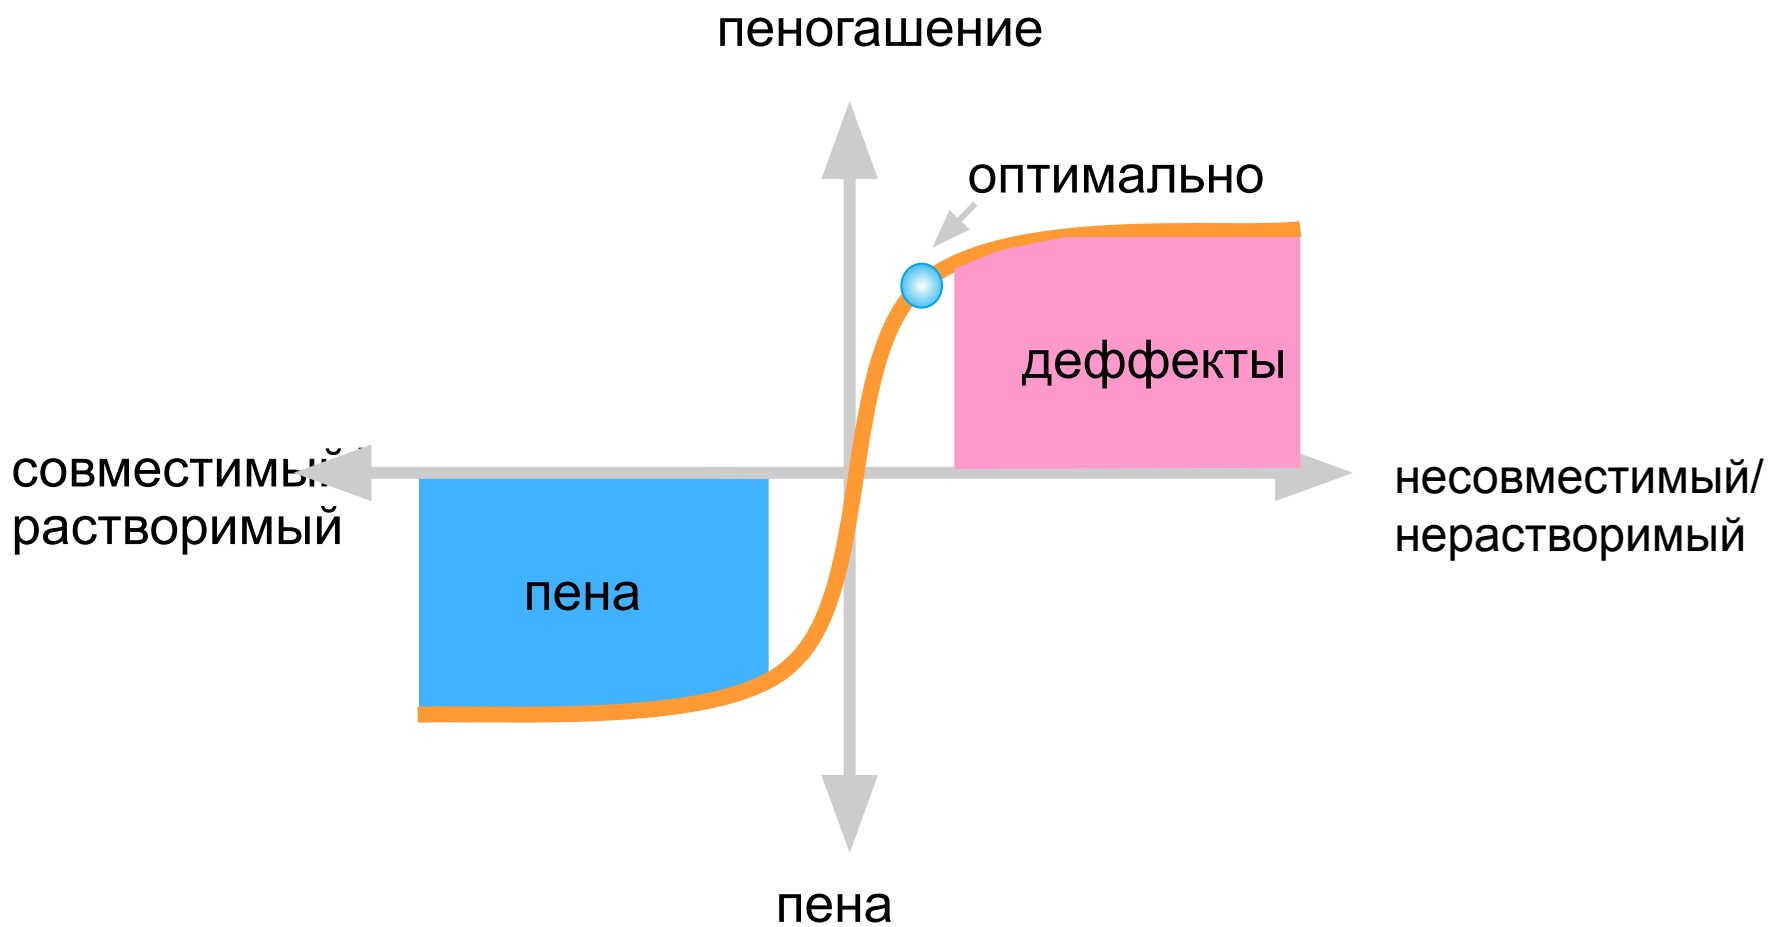 пеногашение
оптимально
деффекты
совместимый/
растворимый
несовместимый/
нерастворимый
пена
пена